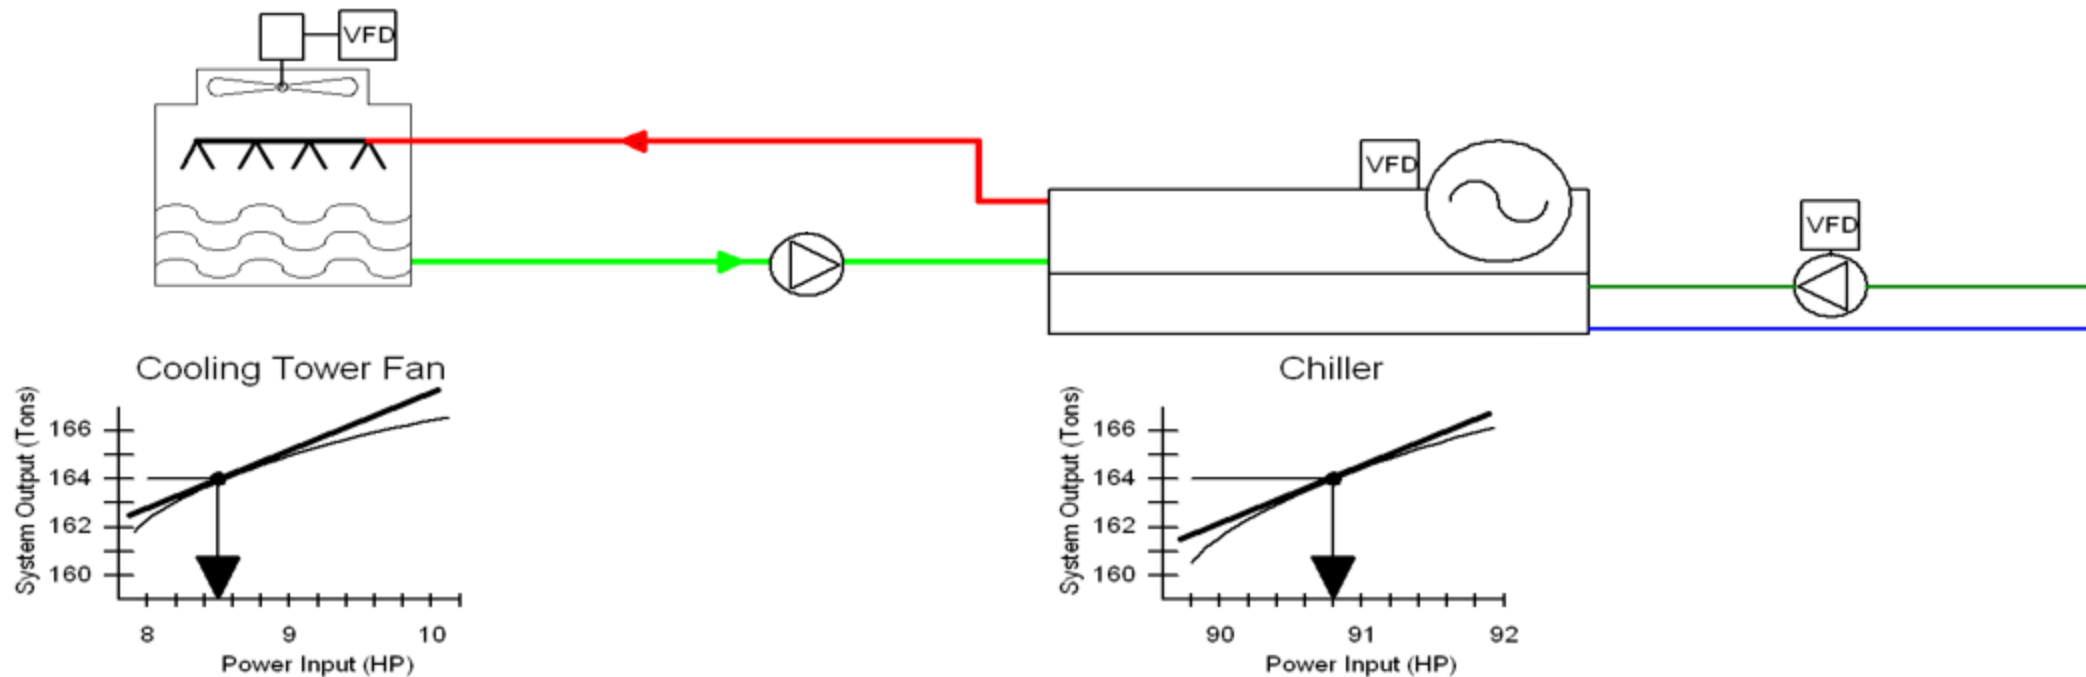 VFD
VFD
VFD
Cooling Tower Fan
System Output (Tons)
166
164
162
160
8 9 10
Power Input (HP)
Chiller
System Output (Tons)
166
164
162
160
90 91 92
Power Input (HP)